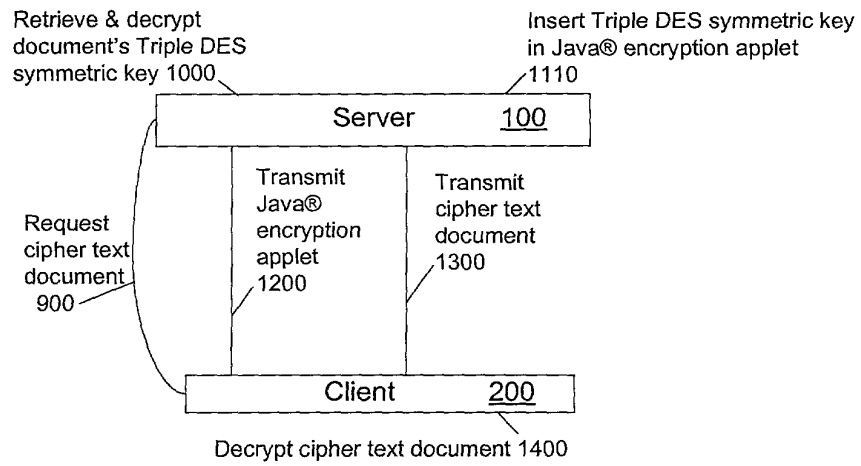 Retrieve & decrypt
document's Triple DES
symmetric key 1000
Insert Triple DES symmetric key
in Java® encryption applet
1110
Server 100
Request
cipher text
document
900
Transmit
Java®
encryption
applet
1200
Transmit
cipher text
document
1300
Client 200
Decrypt cipher text document 1400